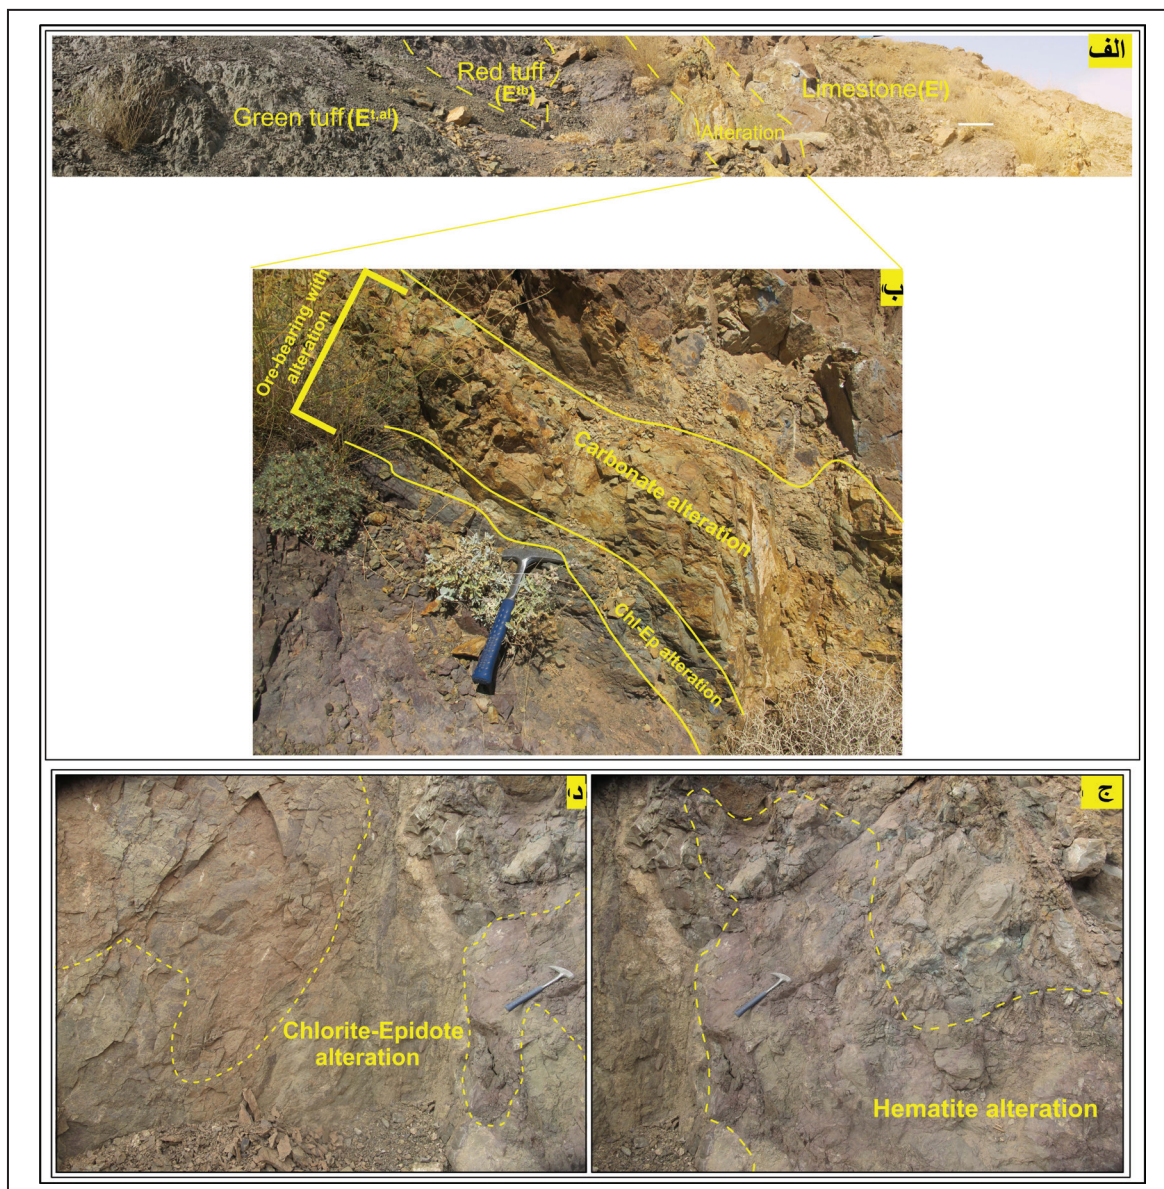 الف
Red tuff
(E^tb)
Green tuff (E^t,al)
Limestone (E^l)
Alteration
ب
Ore-bearing with
alteration
Carbonate alteration
Chl-Ep alteration
د
Chlorite-Epidote
alteration
ج
Hematite alteration